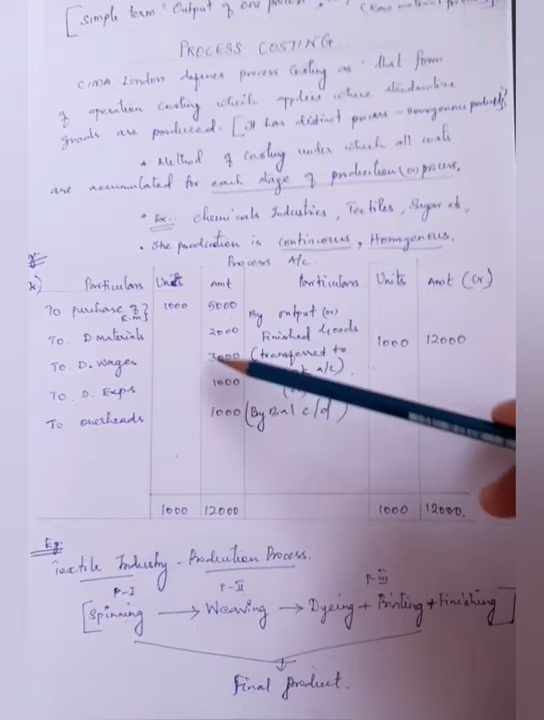 [Simple term "Output of one process
PROCESS COSTING
CIMA London defines process costing as "that form
of operation costing which applies where standardise
goods are produced. [It has distinct process - Homogenous products]
• Method of costing under which all costs
are accumulated for each stage of production (or) process.
• Ex:- Chemicals Industries, Textiles, Sugar etc,
• The production is continuous, Homogenous.
Process A/c
Particulars Units Amt Particulars Units Amt (Cr)
To purchase of R.m 1000 5000 By output (or)
To D.materials 2000 Finished Goods 1000 12000
To D. wages 3000 (transferred to
a/c).
To D. Exps 1000
To overheads 1000 (By Bal c/d)
1000 12000 1000 12000.
Eg:
Textile Industry - Production Process.
P-I P-II P-III
[Spinning → Weaving → Dyeing + Printing + Finishing]
Final product.